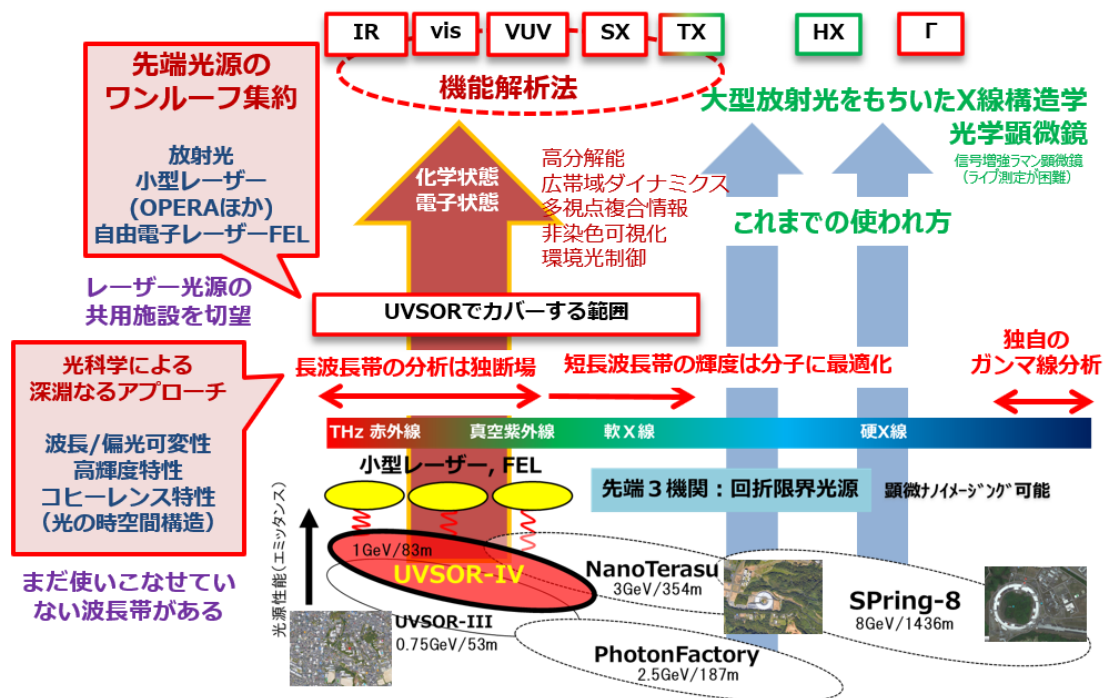 IR
vis
VUV
SX
TX
HX
Γ
機能解析法
先端光源の
ワンルーフ集約
放射光
小型レーザー
(OPERAほか)
自由電子レーザーFEL
レーザー光源の
共用施設を切望
化学状態
電子状態
高分解能
広帯域ダイナミクス
多視点複合情報
非染色可視化
環境光制御
大型放射光をもちいたX線構造学
光学顕微鏡
信号増強ラマン顕微鏡
（ライブ測定が困難）
これまでの使われ方
UVSORでカバーする範囲
光科学による
深淵なるアプローチ
波長/偏光可変性
高輝度特性
コヒーレンス特性
（光の時空間構造）
まだ使いこなせてい
ない波長帯がある
長波長帯の分析は独断場
短長波長帯の輝度は分子に最適化
独自の
ガンマ線分析
THz 赤外線
真空紫外線
軟X線
硬X線
小型レーザー, FEL
先端３機関：回折限界光源
顕微ナノイメージング可能
光源性能(エミッタンス)
1GeV/83m
UVSOR-IV
UVSOR-III
0.75GeV/53m
NanoTerasu
3GeV/354m
PhotonFactory
2.5GeV/187m
SPring-8
8GeV/1436m